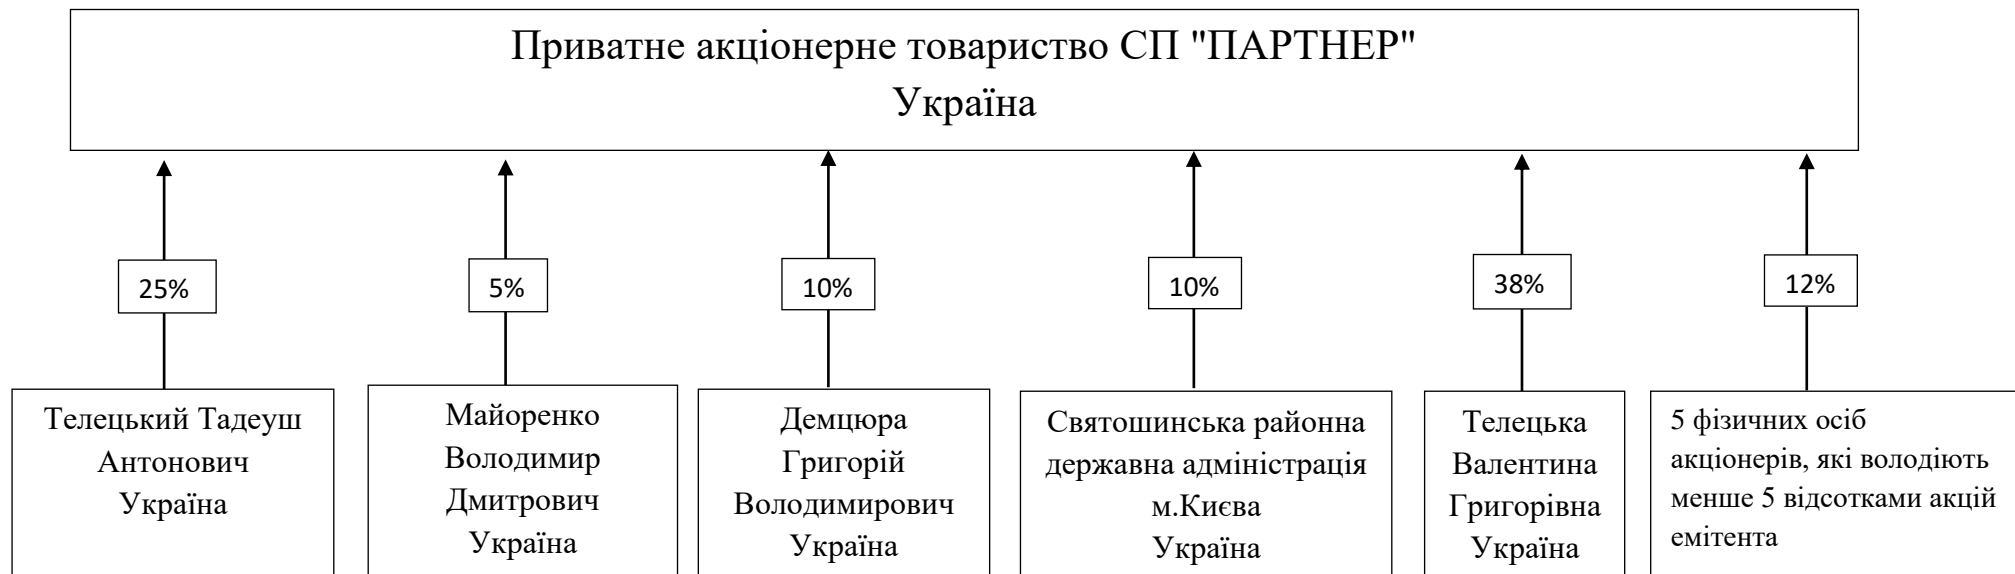 Приватне акціонерне товариство СП "ПАРТНЕР"
Україна
25%
5%
10%
10%
38%
12%
Телецький Тадеуш
Антонович
Україна
Майоренко
Володимир
Дмитрович
Україна
Демцюра
Григорій
Володимирович
Україна
Святошинська районна
державна адміністрація
м.Києва
Україна
Телецька
Валентина
Григорівна
Україна
5 фізичних осіб
акціонерів, які володіють
менше 5 відсотками акцій
емітента